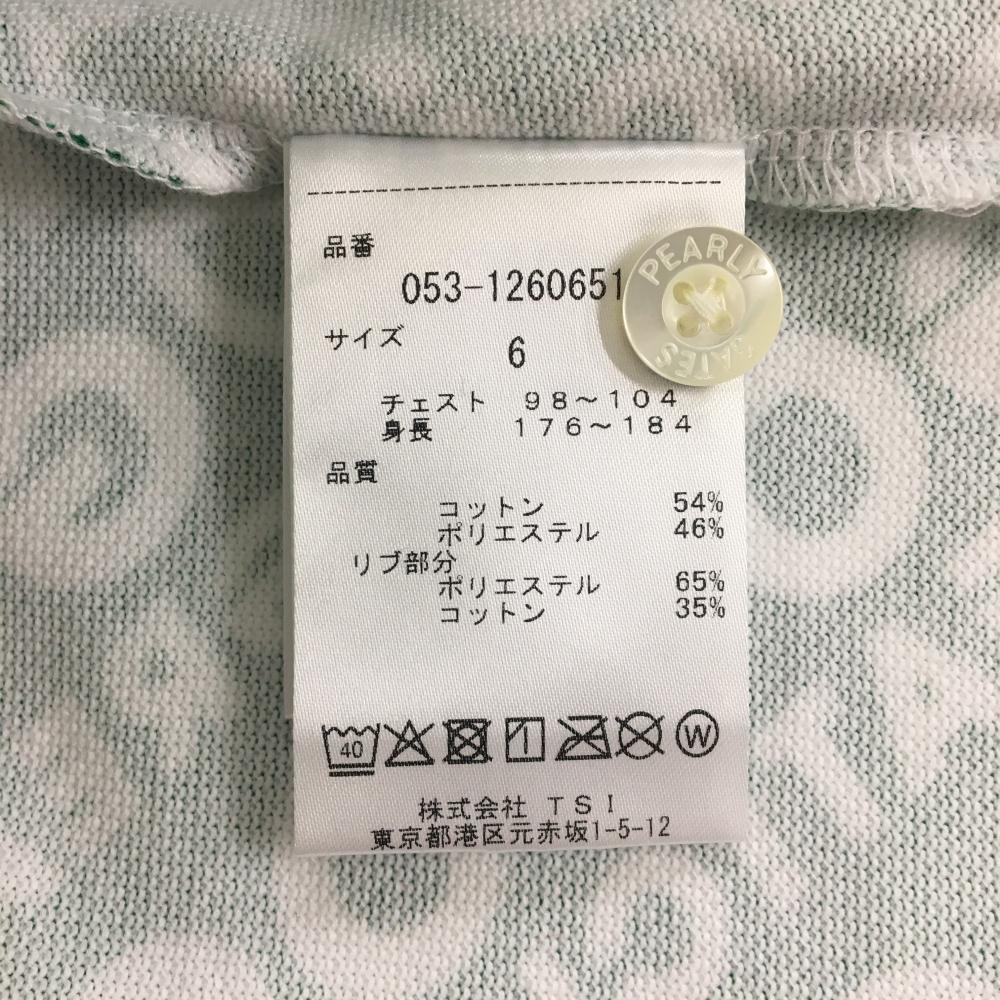 品番
053-1260651
PEARLY
GATES
サイズ
6
チェスト 98～104
身長 176～184
品質
コットン 54%
ポリエステル 46%
リブ部分
ポリエステル 65%
コットン 35%
40
W
株式会社 TSI
東京都港区元赤坂1-5-12